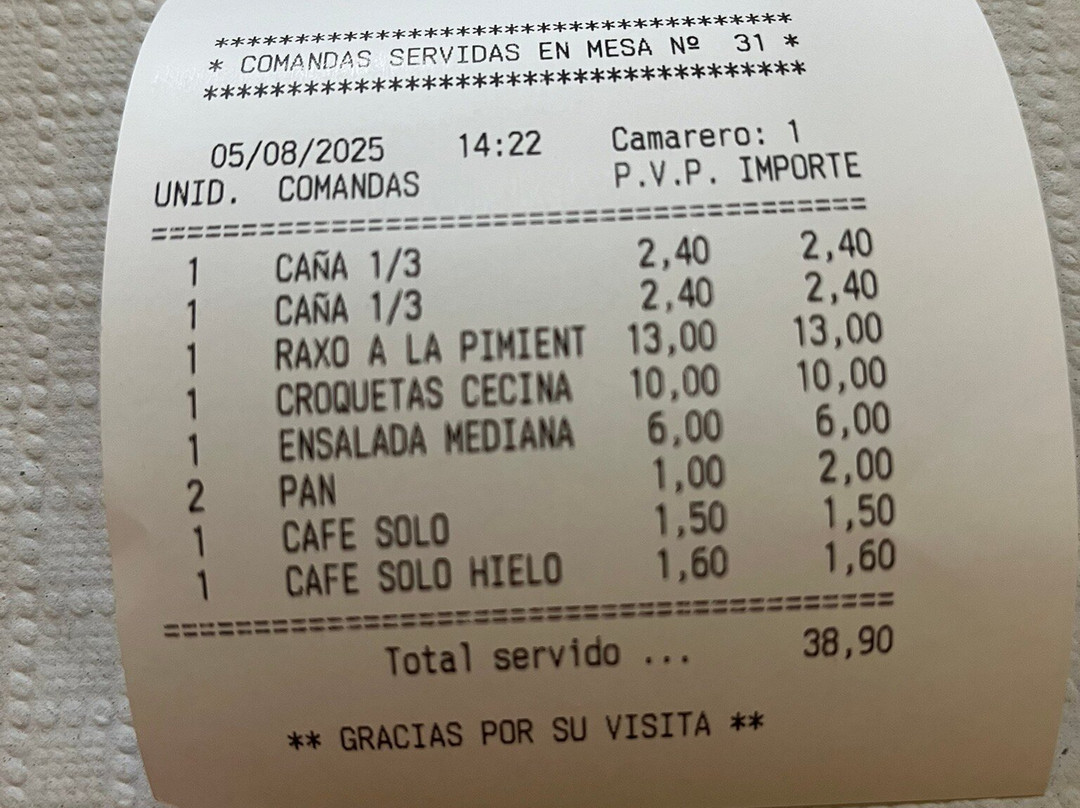 ***********************************
* COMANDAS SERVIDAS EN MESA Nº 31 *
***********************************
05/08/2025 14:22 Camarero: 1
UNID. COMANDAS P.V.P. IMPORTE
========================================
1 CAÑA 1/3 2,40 2,40
1 CAÑA 1/3 2,40 2,40
1 RAXO A LA PIMIENT 13,00 13,00
1 CROQUETAS CECINA 10,00 10,00
1 ENSALADA MEDIANA 6,00 6,00
2 PAN 1,00 2,00
1 CAFE SOLO 1,50 1,50
1 CAFE SOLO HIELO 1,60 1,60
========================================
Total servido ... 38,90
** GRACIAS POR SU VISITA **